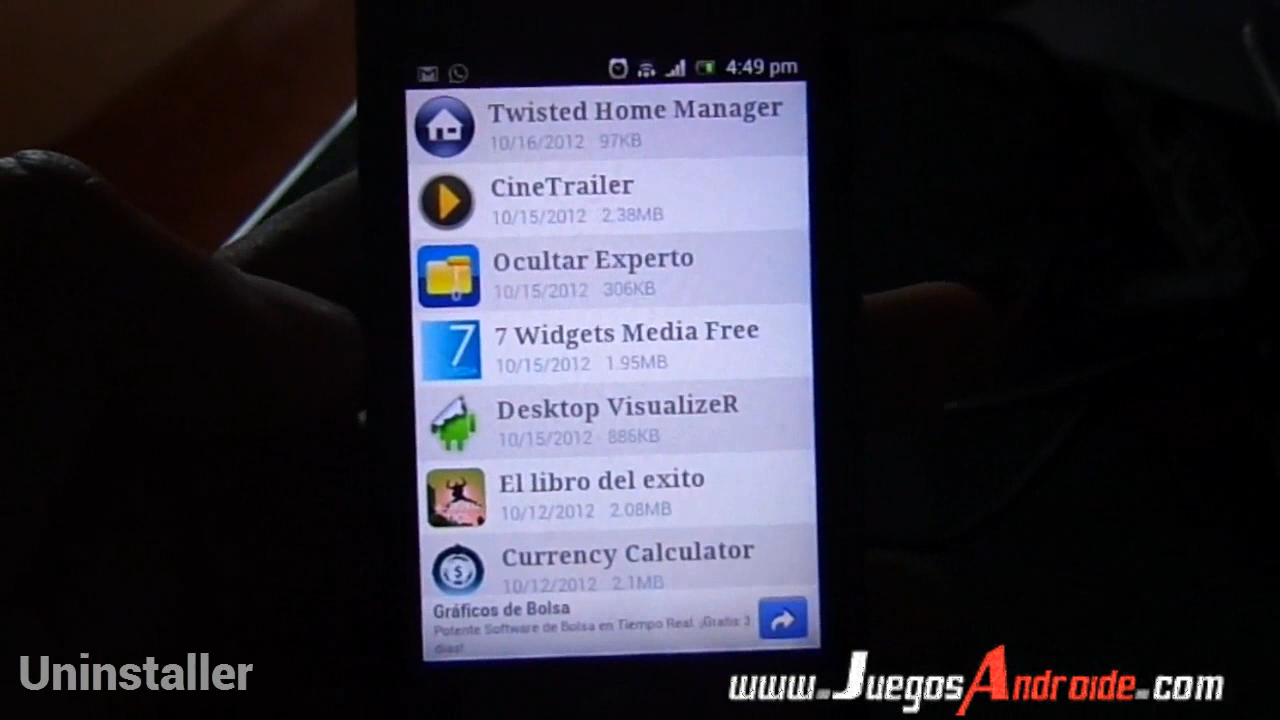 4:49 pm
Twisted Home Manager
10/16/2012 97KB
CineTrailer
10/15/2012 2.38MB
Ocultar Experto
10/15/2012 306KB
7 Widgets Media Free
7
10/15/2012 1.95MB
Desktop VisualizeR
10/15/2012 886KB
El libro del exito
10/12/2012 2.08MB
Currency Calculator
$
10/12/2012 2.1MB
Gráficos de Bolsa
Potente Software de Bolsa en Tiempo Real. ¡Gratis 3
dias!
Uninstaller
www.JuegosAndroide.com